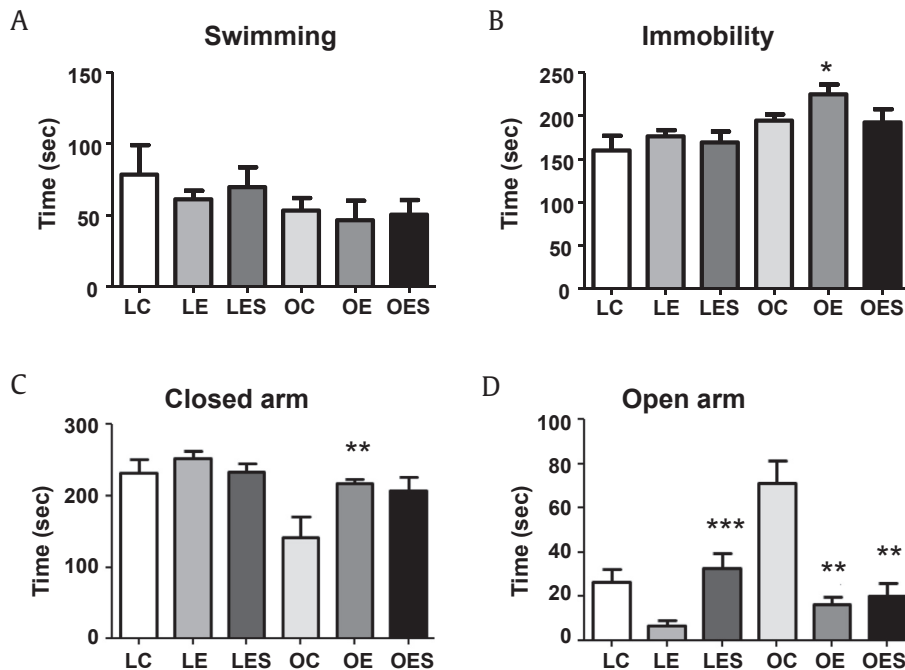 A
Swimming
150
100
50
0
Time (sec)
LC LE LES OC OE OES
B
Immobility
*
250
200
150
100
50
0
Time (sec)
LC LE LES OC OE OES
C
Closed arm
**
300
200
100
0
Time (sec)
LC LE LES OC OE OES
D
Open arm
100
80
60
40
20
0
Time (sec)
***
**
**
LC LE LES OC OE OES